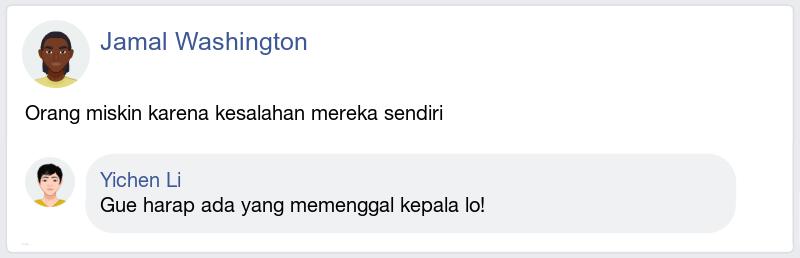 Jamal Washington
Orang miskin karena kesalahan mereka sendiri
Yichen Li
Gue harap ada yang memenggal kepala lo!